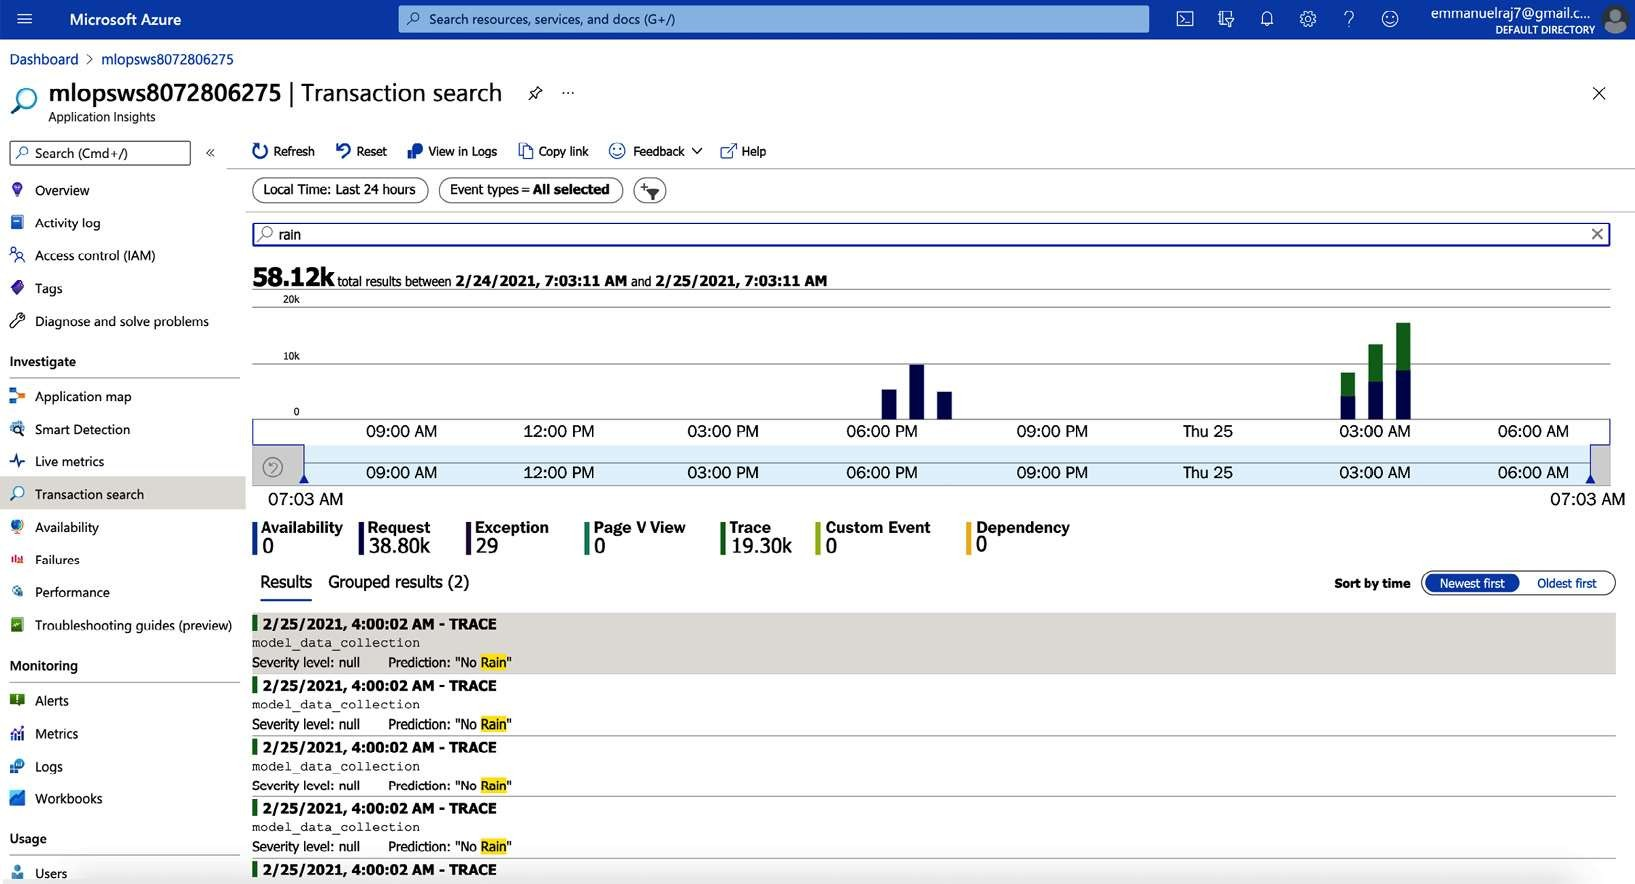 Microsoft Azure
Search resources, services, and docs (G+/)
emmanuelraj7@gmail.c...
DEFAULT DIRECTORY
Dashboard > mlopsws8072806275
mlopsws8072806275 | Transaction search
Application Insights
Search (Cmd+/)
Refresh Reset View in Logs Copy link Feedback Help
Local Time: Last 24 hours Event types = All selected
rain
58.12k total results between 2/24/2021, 7:03:11 AM and 2/25/2021, 7:03:11 AM
20k
10k
0
09:00 AM 12:00 PM 03:00 PM 06:00 PM 09:00 PM Thu 25 03:00 AM 06:00 AM
09:00 AM 12:00 PM 03:00 PM 06:00 PM 09:00 PM Thu 25 03:00 AM 06:00 AM
07:03 AM 07:03 AM
Availability Request Exception Page V View Trace Custom Event Dependency
0 38.80k 29 0 19.30k 0 0
Results Grouped results (2) Sort by time Newest first Oldest first
2/25/2021, 4:00:02 AM - TRACE
model_data_collection
Severity level: null Prediction: "No Rain"
2/25/2021, 4:00:02 AM - TRACE
model_data_collection
Severity level: null Prediction: "No Rain"
2/25/2021, 4:00:02 AM - TRACE
model_data_collection
Severity level: null Prediction: "No Rain"
2/25/2021, 4:00:02 AM - TRACE
model_data_collection
Severity level: null Prediction: "No Rain"
2/25/2021, 4:00:02 AM - TRACE
Overview
Activity log
Access control (IAM)
Tags
Diagnose and solve problems
Investigate
Application map
Smart Detection
Live metrics
Transaction search
Availability
Failures
Performance
Troubleshooting guides (preview)
Monitoring
Alerts
Metrics
Logs
Workbooks
Usage
Users